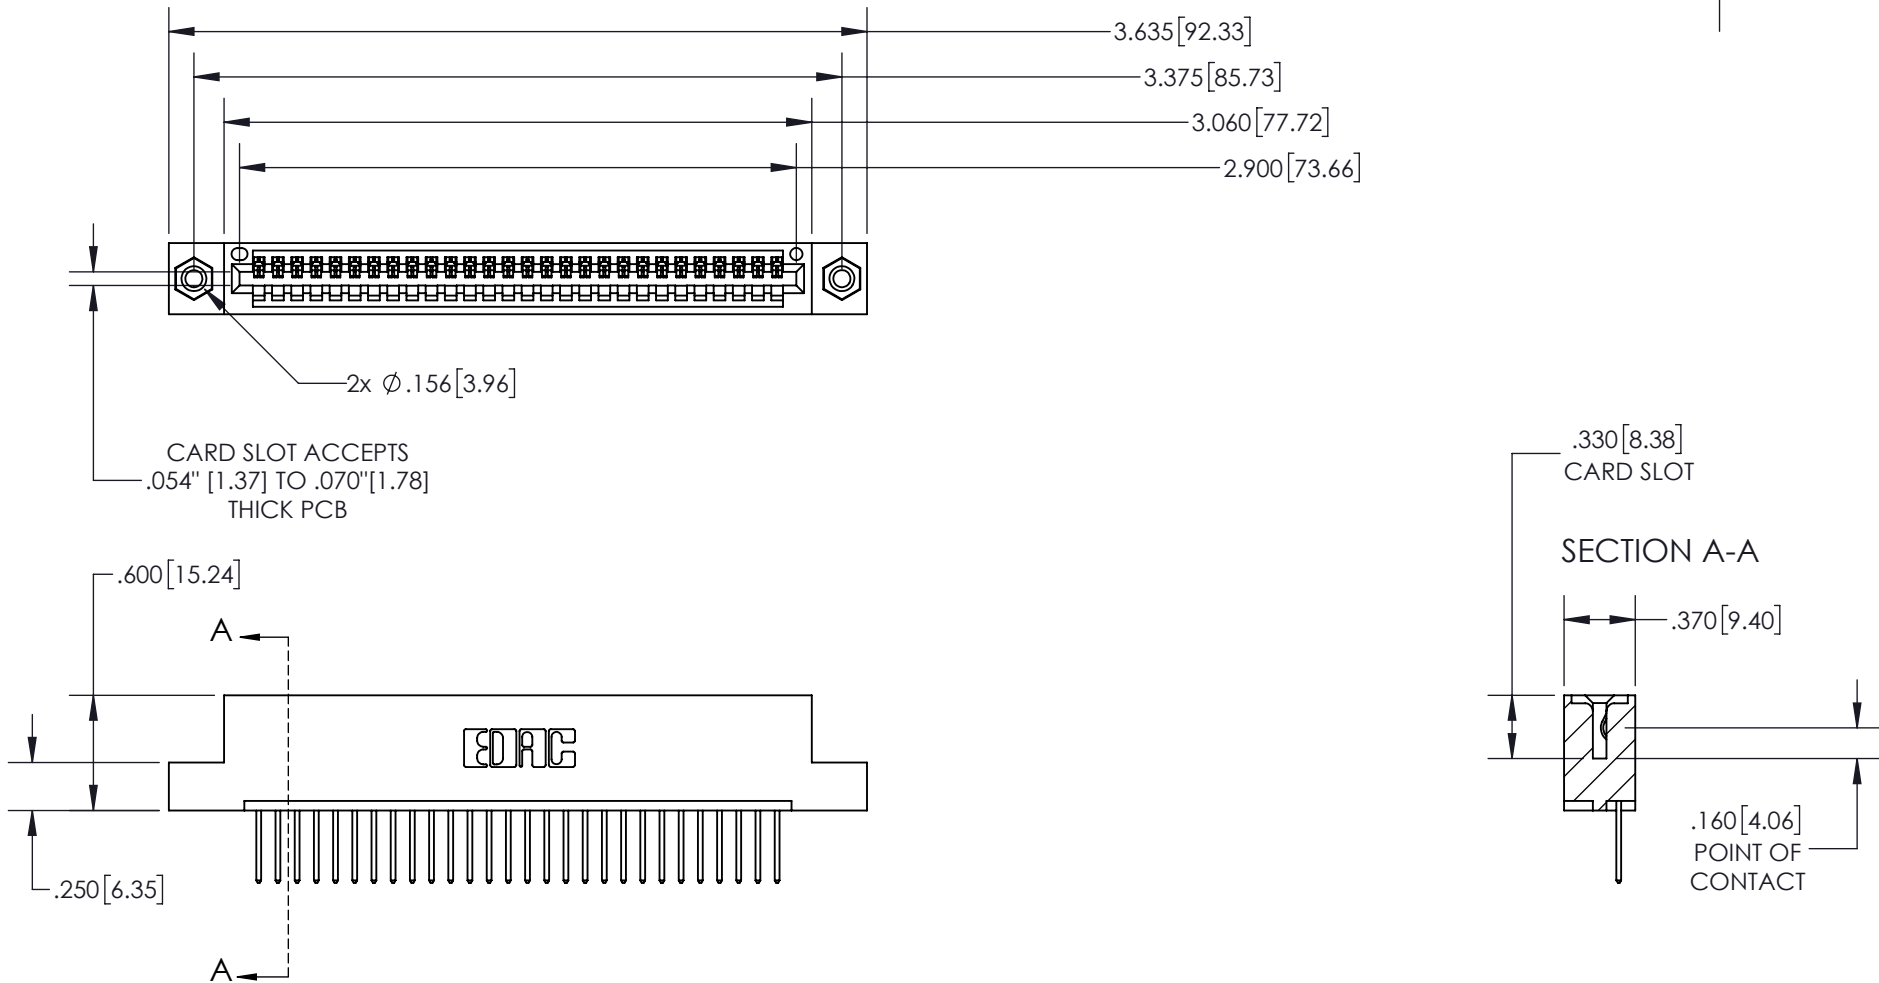 3.635[92.33]
3.375[85.73]
3.060[77.72]
2.900[73.66]
2x ⌀.156[3.96]
CARD SLOT ACCEPTS
.054" [1.37] TO .070"[1.78]
THICK PCB
.330[8.38]
CARD SLOT
SECTION A-A
.600[15.24]
.370[9.40]
A
EDAC
.160[4.06]
POINT OF
CONTACT
.250[6.35]
A